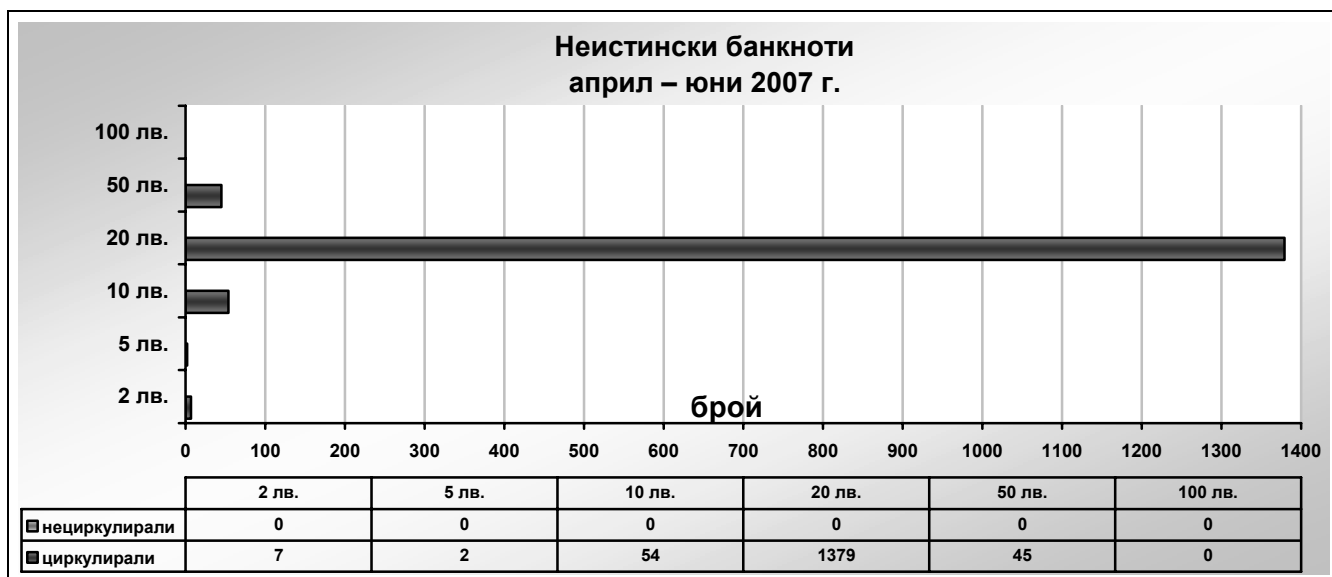 Неистински банкноти
април – юни 2007 г.
100 лв.
50 лв.
20 лв.
10 лв.
5 лв.
2 лв.
брой
0 100 200 300 400 500 600 700 800 900 1000 1100 1200 1300 1400
2 лв. 5 лв. 10 лв. 20 лв. 50 лв. 100 лв.
нециркулирали 0 0 0 0 0 0
циркулирали 7 2 54 1379 45 0